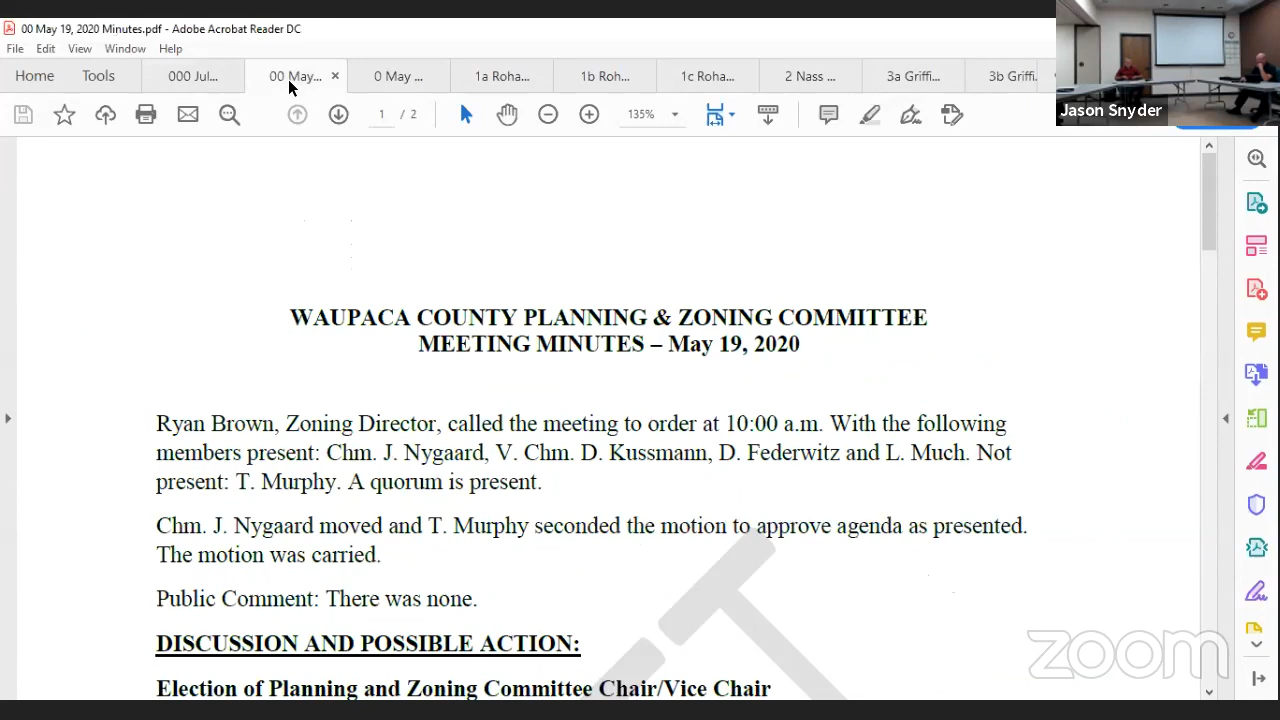 00 May 19, 2020 Minutes.pdf - Adobe Acrobat Reader DC
File Edit View Window Help
Home Tools 000 Jul... 00 May... × 0 May ... 1a Roha... 1b Roh... 1c Roha... 2 Nass ... 3a Griffi... 3b Griffi.
1 / 2 135%
Jason Snyder
WAUPACA COUNTY PLANNING & ZONING COMMITTEE
MEETING MINUTES – May 19, 2020
Ryan Brown, Zoning Director, called the meeting to order at 10:00 a.m. With the following
members present: Chm. J. Nygaard, V. Chm. D. Kussmann, D. Federwitz and L. Much. Not
present: T. Murphy. A quorum is present.
Chm. J. Nygaard moved and T. Murphy seconded the motion to approve agenda as presented.
The motion was carried.
Public Comment: There was none.
DISCUSSION AND POSSIBLE ACTION:
Election of Planning and Zoning Committee Chair/Vice Chair
zoom